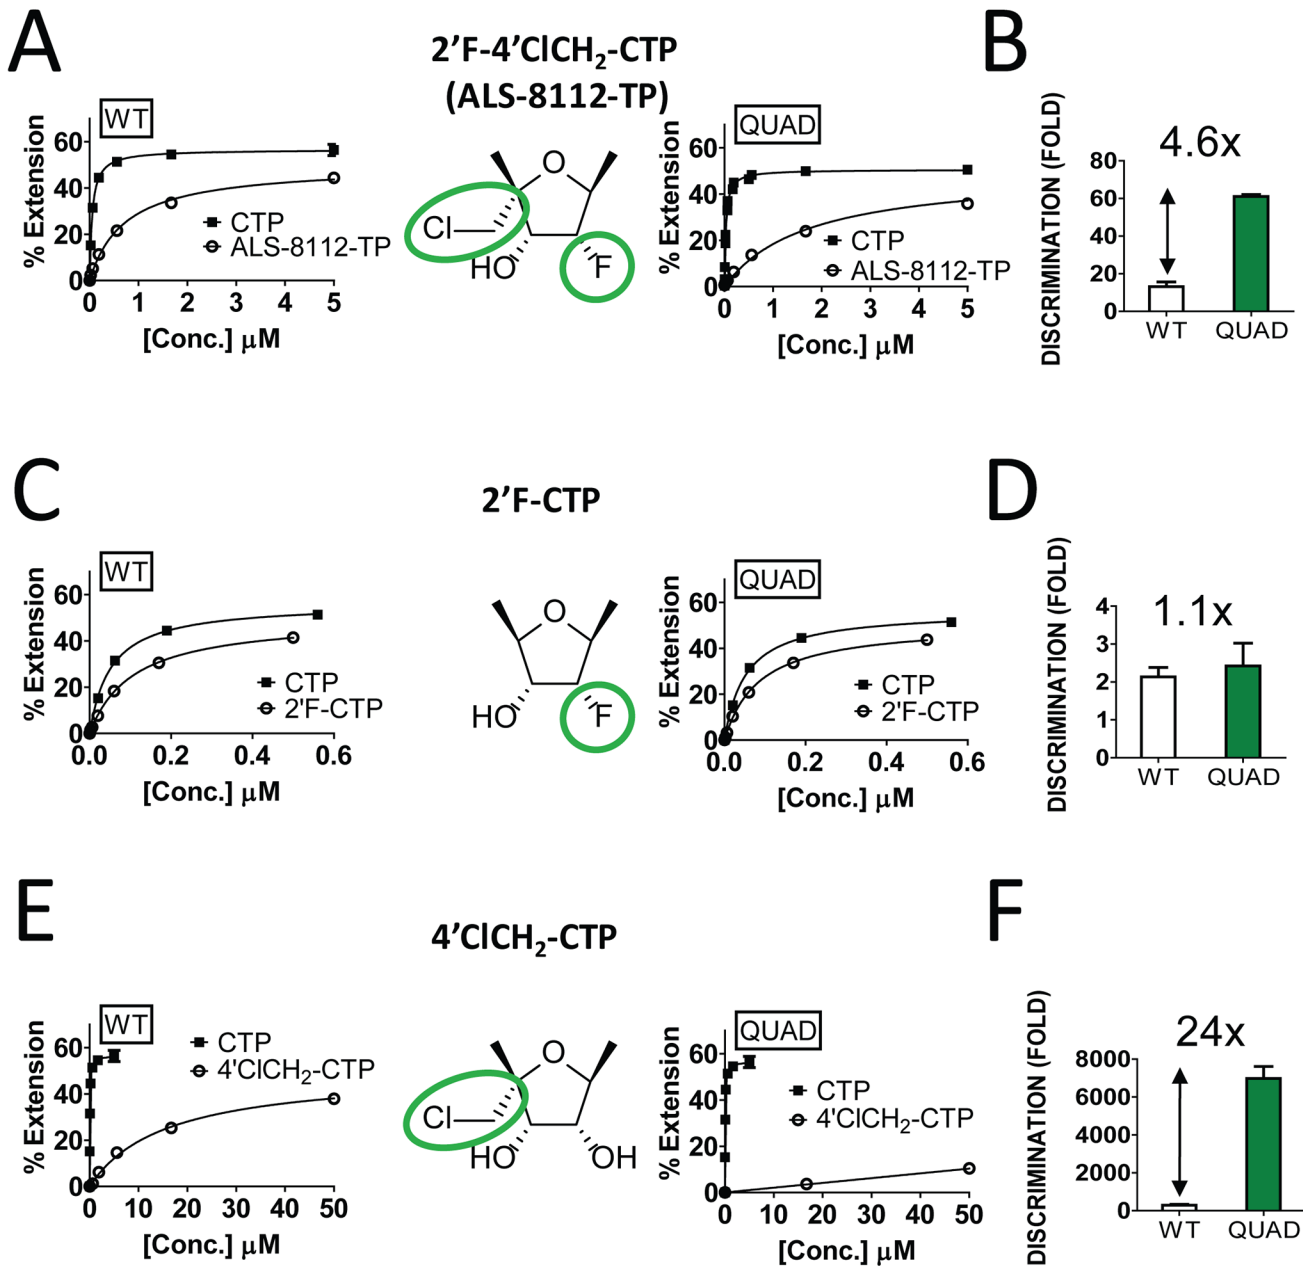 A
2'F-4'ClCH2-CTP
(ALS-8112-TP)
B
WT
% Extension
60
40
20
0
CTP
ALS-8112-TP
0 1 2 3 4 5
[Conc.] μM
O
Cl
HO
F
QUAD
% Extension
60
40
20
0
CTP
ALS-8112-TP
0 1 2 3 4 5
[Conc.] μM
4.6x
DISCRIMINATION (FOLD)
80
60
40
20
0
WT QUAD
C
2'F-CTP
D
WT
% Extension
60
40
20
0
CTP
2'F-CTP
0.0 0.2 0.4 0.6
[Conc.] μM
O
HO
F
QUAD
% Extension
60
40
20
0
CTP
2'F-CTP
0.0 0.2 0.4 0.6
[Conc.] μM
1.1x
DISCRIMINATION (FOLD)
4
3
2
1
0
WT QUAD
E
4'ClCH2-CTP
F
WT
% Extension
60
40
20
0
CTP
4'ClCH2-CTP
0 10 20 30 40 50
[Conc.] μM
O
Cl
HO OH
QUAD
% Extension
60
40
20
0
CTP
4'ClCH2-CTP
0 10 20 30 40 50
[Conc.] μM
24x
DISCRIMINATION (FOLD)
8000
6000
4000
2000
0
WT QUAD